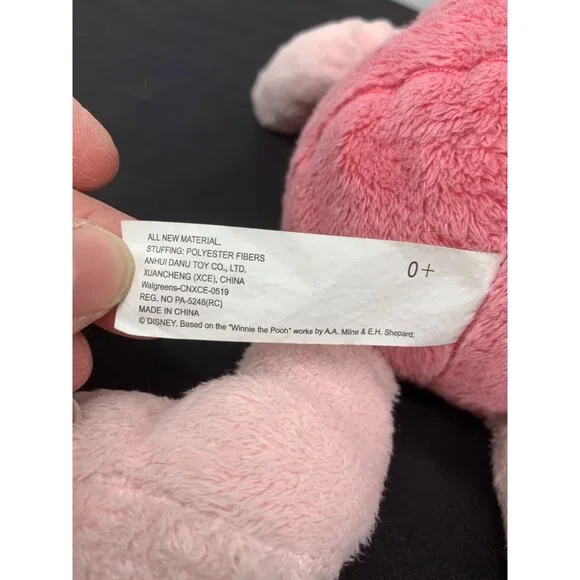 ALL NEW MATERIAL.
STUFFING: POLYESTER FIBERS
ANHUI DANU TOY CO., LTD.
XUANCHENG (XCE), CHINA
Walgreens-CNXCE-0519
REG. NO PA-5248(RC)
MADE IN CHINA
© DISNEY. Based on the "Winnie the Pooh" works by A.A. Milne & E.H. Shepard.
0+